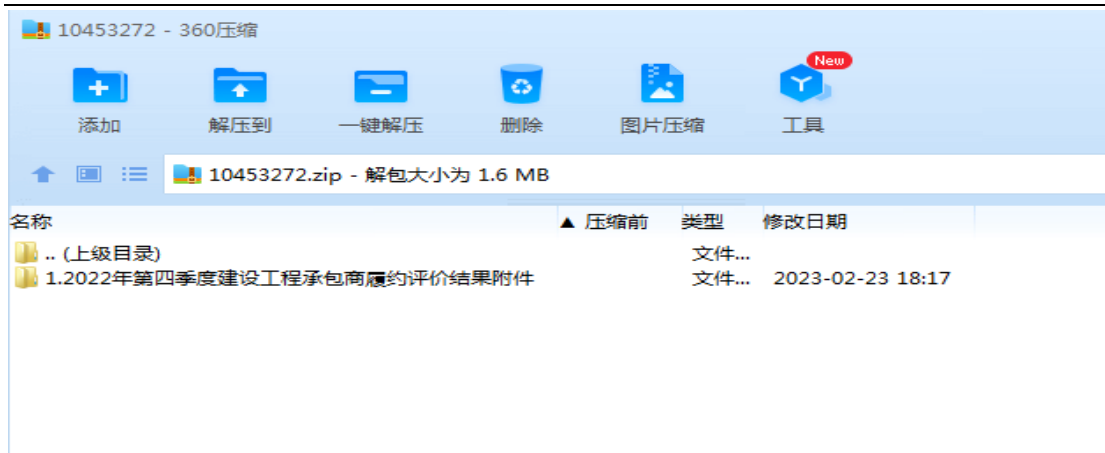 10453272 - 360压缩
New
添加 解压到 一键解压 删除 图片压缩 工具
10453272.zip - 解包大小为 1.6 MB
名称 ▲ 压缩前 类型 修改日期
.. (上级目录) 文件...
1.2022年第四季度建设工程承包商履约评价结果附件 文件... 2023-02-23 18:17